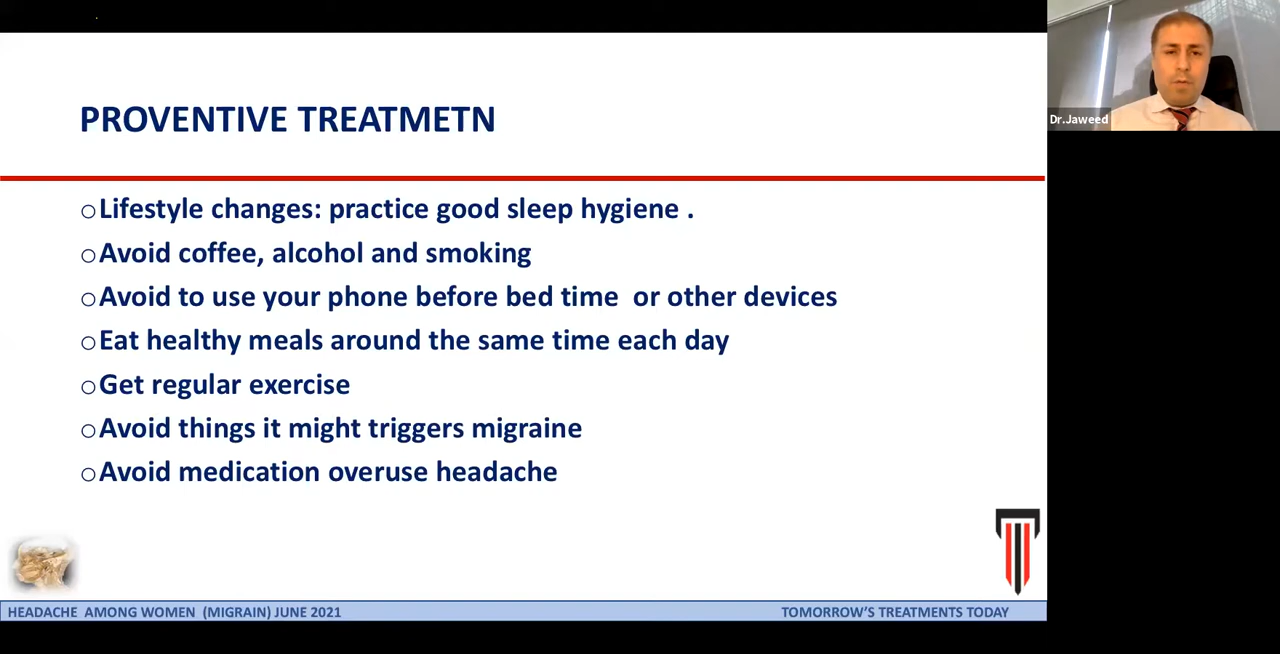 PROVENTIVE TREATMETN
Dr.Jaweed
Lifestyle changes: practice good sleep hygiene .
Avoid coffee, alcohol and smoking
Avoid to use your phone before bed time or other devices
Eat healthy meals around the same time each day
Get regular exercise
Avoid things it might triggers migraine
Avoid medication overuse headache
HEADACHE AMONG WOMEN (MIGRAIN) JUNE 2021
TOMORROW'S TREATMENTS TODAY